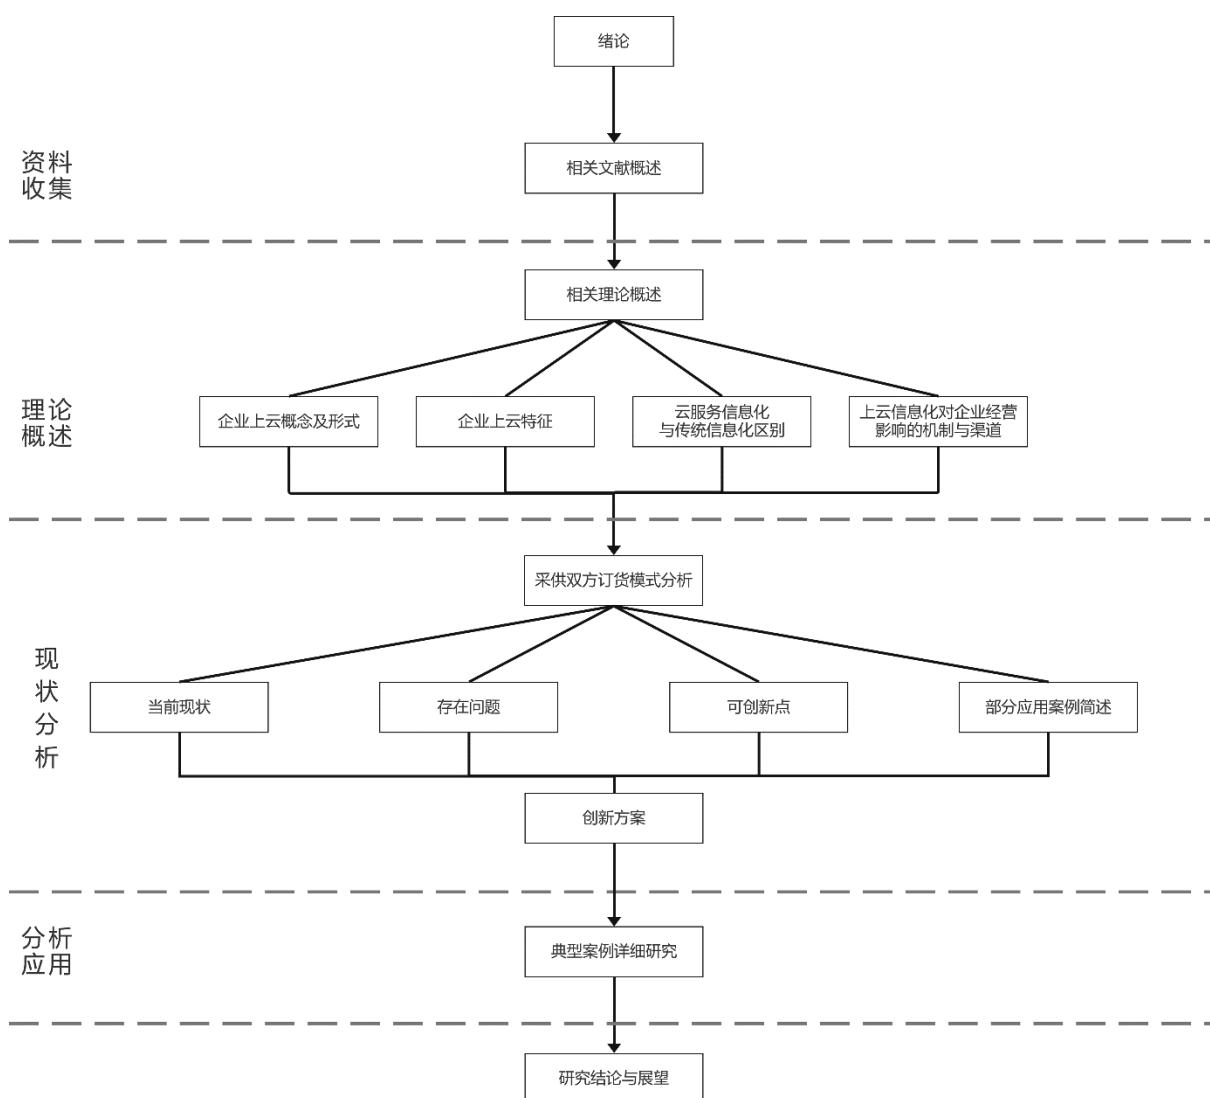 绪论
资料
收集
相关文献概述
相关理论概述
理论
概述
企业上云概念及形式
企业上云特征
云服务信息化
与传统信息化区别
上云信息化对企业经营
影响的机制与渠道
采供双方订货模式分析
现
状
分
析
当前现状
存在问题
可创新点
部分应用案例简述
创新方案
分析
应用
典型案例详细研究
研究结论与展望